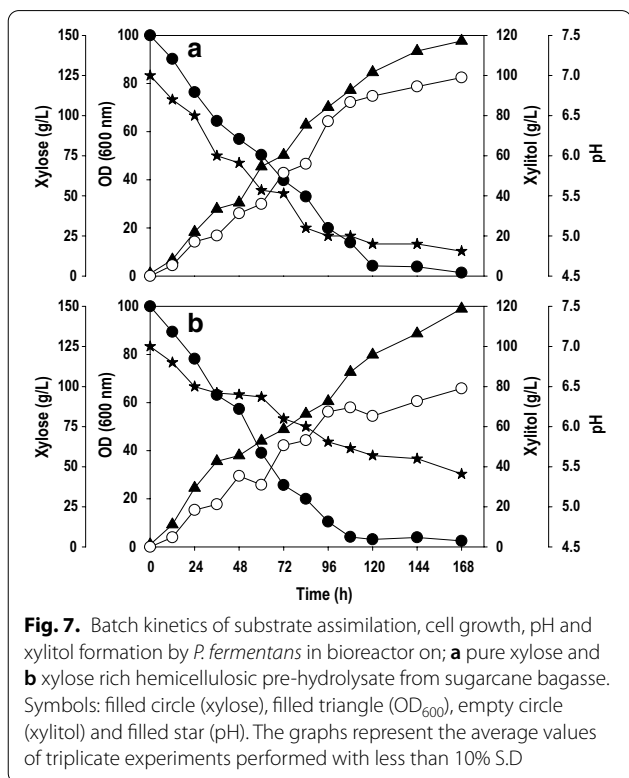 a
150 100 120 7.5
125 100 7.0
80
100 80 6.5
60
75 60 6.0
40
50 40 5.5
20
25 20 5.0
0 0 0 4.5
Xylose (g/L)
OD (600 nm)
Xylitol (g/L)
pH
b
150 100 120 7.5
125 100 7.0
80
100 80 6.5
60
75 60 6.0
40
50 40 5.5
20
25 20 5.0
0 0 0 4.5
Xylose (g/L)
OD (600 nm)
Xylitol (g/L)
pH
0 24 48 72 96 120 144 168
Time (h)
Fig. 7. Batch kinetics of substrate assimilation, cell growth, pH and
xylitol formation by P. fermentans in bioreactor on; a pure xylose and
b xylose rich hemicellulosic pre-hydrolysate from sugarcane bagasse.
Symbols: filled circle (xylose), filled triangle (OD600), empty circle
(xylitol) and filled star (pH). The graphs represent the average values
of triplicate experiments performed with less than 10% S.D